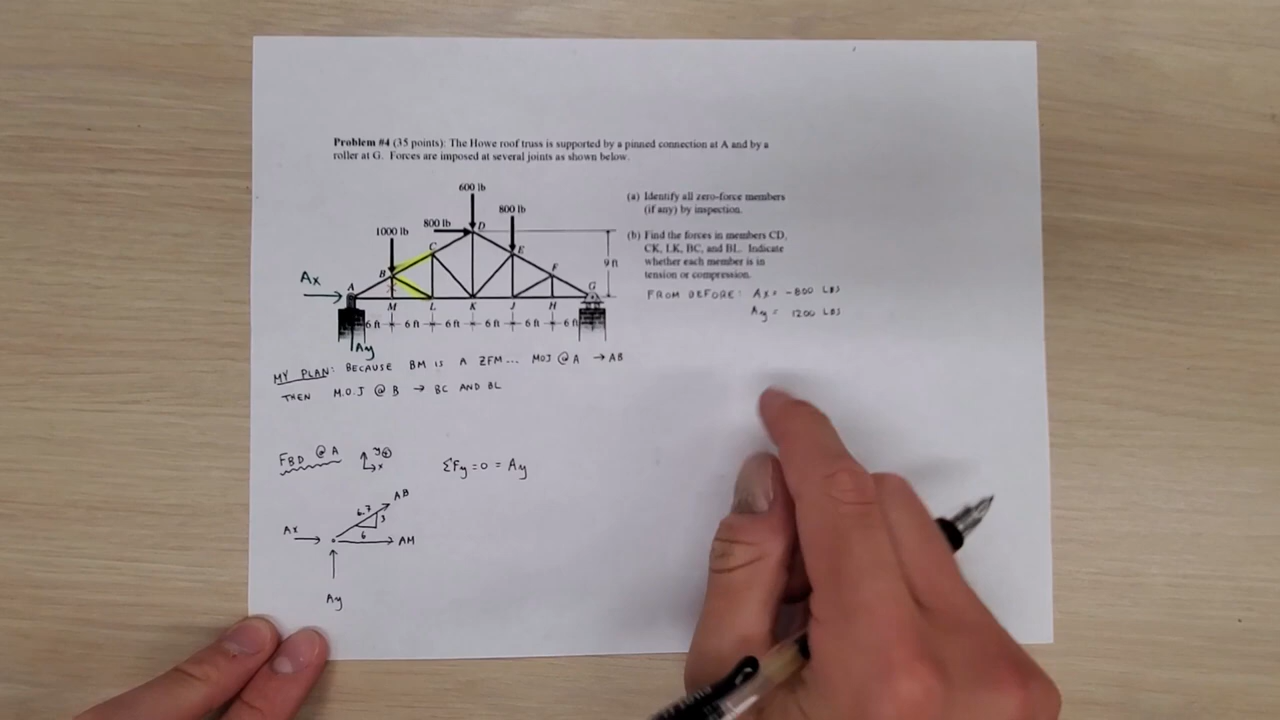 Problem #4 (35 points): The Howe roof truss is supported by a pinned connection at A and by a
roller at G. Forces are imposed at several joints as shown below.
600 lb
(a) Identify all zero-force members
(if any) by inspection.
800 lb
800 lb
D
1000 lb
(b) Find the forces in members CD,
CK, LK, BC, and BL. Indicate
whether each member is in
tension or compression.
C
E
9 ft
B
F
Ax
A
G
FROM BEFORE: Ax = -800 LBS
Ay = 1200 LBS
M L K J H
6 ft 6 ft 6 ft 6 ft 6 ft 6 ft
Ay
MY PLAN: BECAUSE BM IS A ZFM... MOJ @ A → AB
THEN M.O.J @ B → BC AND BL
FBD @ A
y +
x
ΣFy = 0 = Ay
AB
6.7
3
6
Ax
AM
Ay